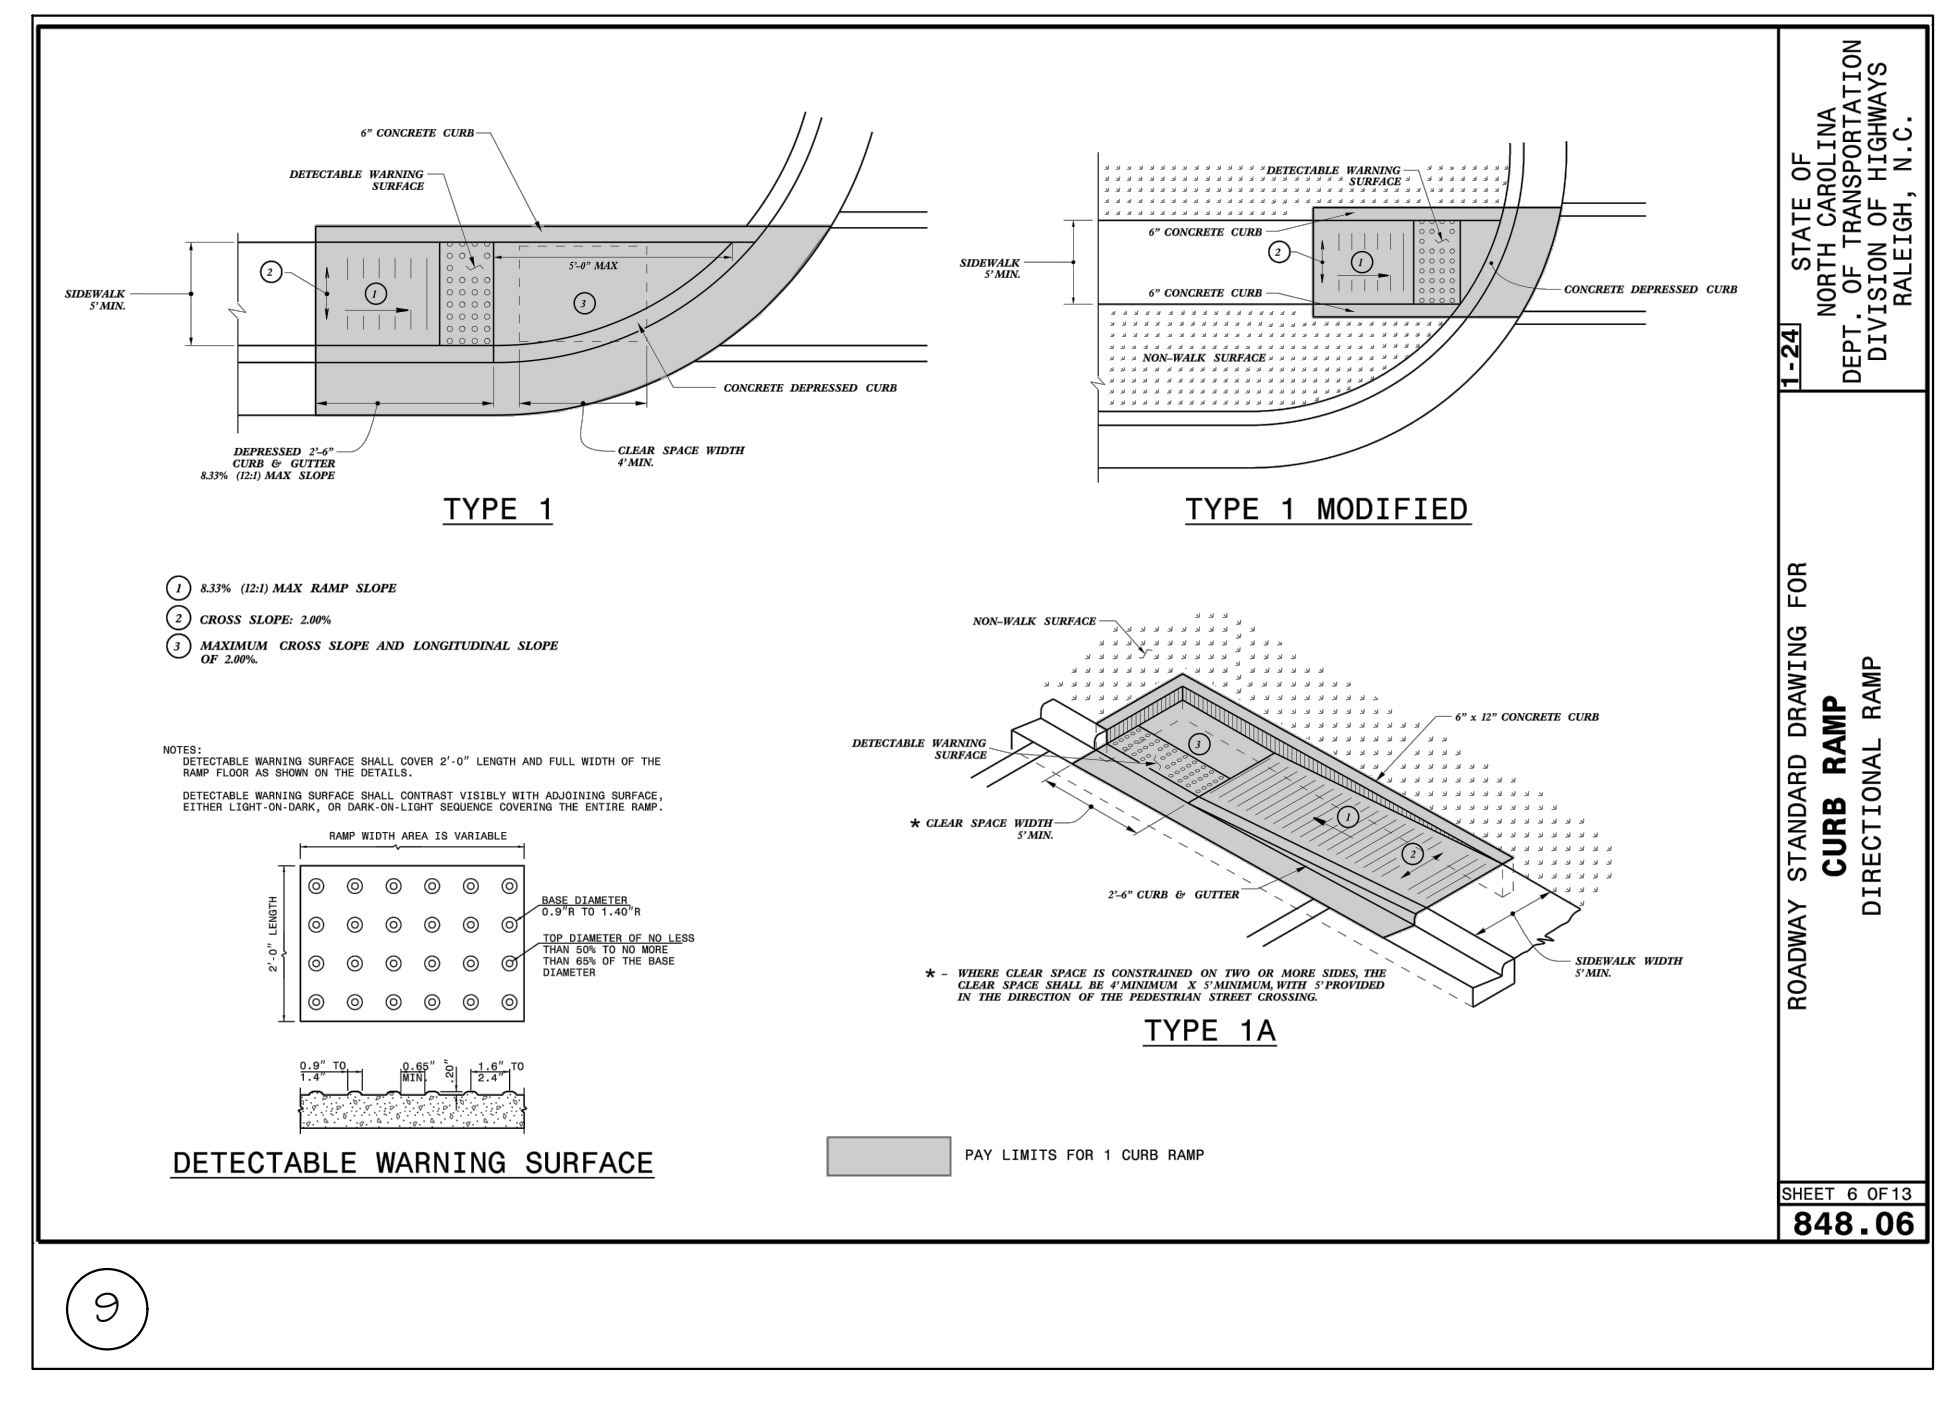 6" CONCRETE CURB
DETECTABLE WARNING
SURFACE
2
1
3
5'-0" MAX
SIDEWALK
5' MIN.
CONCRETE DEPRESSED CURB
DEPRESSED 2'-6"
CURB & GUTTER
8.33% (12:1) MAX SLOPE
CLEAR SPACE WIDTH
4' MIN.
TYPE 1
DETECTABLE WARNING
SURFACE
6" CONCRETE CURB
2
1
SIDEWALK
5' MIN.
6" CONCRETE CURB
CONCRETE DEPRESSED CURB
NON-WALK SURFACE
TYPE 1 MODIFIED
1 8.33% (12:1) MAX RAMP SLOPE
2 CROSS SLOPE: 2.00%
3 MAXIMUM CROSS SLOPE AND LONGITUDINAL SLOPE
OF 2.00%.
NOTES:
DETECTABLE WARNING SURFACE SHALL COVER 2'-0" LENGTH AND FULL WIDTH OF THE
RAMP FLOOR AS SHOWN ON THE DETAILS.
DETECTABLE WARNING SURFACE SHALL CONTRAST VISIBLY WITH ADJOINING SURFACE,
EITHER LIGHT-ON-DARK, OR DARK-ON-LIGHT SEQUENCE COVERING THE ENTIRE RAMP.
RAMP WIDTH AREA IS VARIABLE
2'-0" LENGTH
BASE DIAMETER
0.9"R TO 1.40"R
TOP DIAMETER OF NO LESS
THAN 50% TO NO MORE
THAN 65% OF THE BASE
DIAMETER
0.9" TO
1.4"
0.65"
MIN.
.20"
1.6" TO
2.4"
DETECTABLE WARNING SURFACE
NON-WALK SURFACE
6" x 12" CONCRETE CURB
DETECTABLE WARNING
SURFACE
3
1
2
* CLEAR SPACE WIDTH
5' MIN.
2'-6" CURB & GUTTER
SIDEWALK WIDTH
5' MIN.
* - WHERE CLEAR SPACE IS CONSTRAINED ON TWO OR MORE SIDES, THE
CLEAR SPACE SHALL BE 4' MINIMUM X 5' MINIMUM, WITH 5' PROVIDED
IN THE DIRECTION OF THE PEDESTRIAN STREET CROSSING.
TYPE 1A
PAY LIMITS FOR 1 CURB RAMP
1-24
STATE OF
NORTH CAROLINA
DEPT. OF TRANSPORTATION
DIVISION OF HIGHWAYS
RALEIGH, N.C.
ROADWAY STANDARD DRAWING FOR
CURB RAMP
DIRECTIONAL RAMP
SHEET 6 OF 13
848.06
9